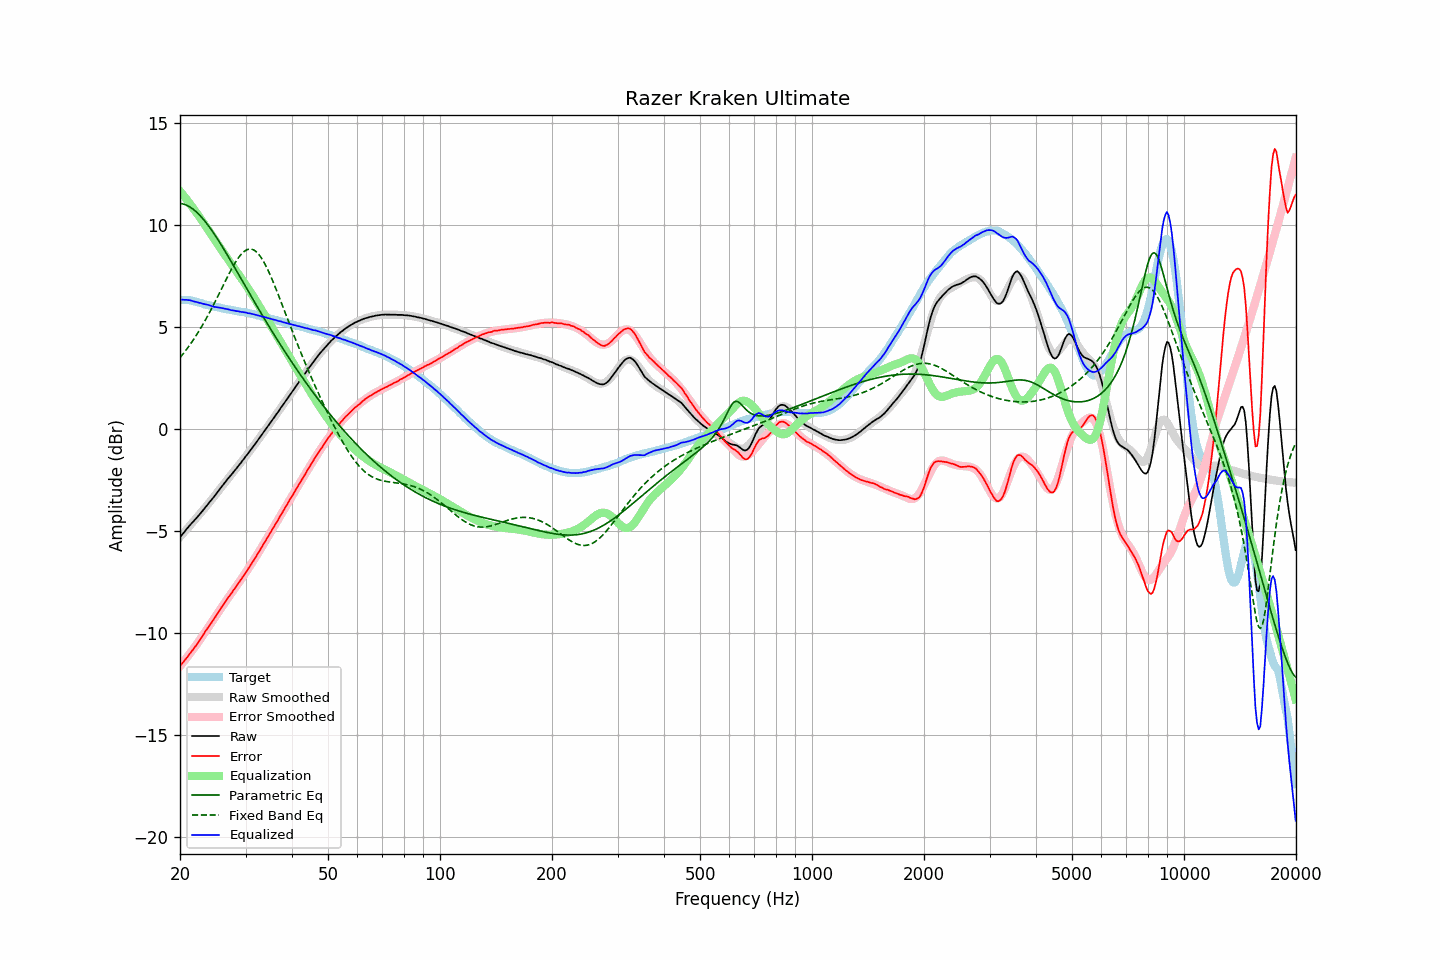 Razer Kraken Ultimate
15
10
5
0
−5
−10
−15
−20
Amplitude (dBr)
Target
Raw Smoothed
Error Smoothed
Raw
Error
Equalization
Parametric Eq
Fixed Band Eq
Equalized
20
50
100
200
500
1000
2000
5000
10000
20000
Frequency (Hz)